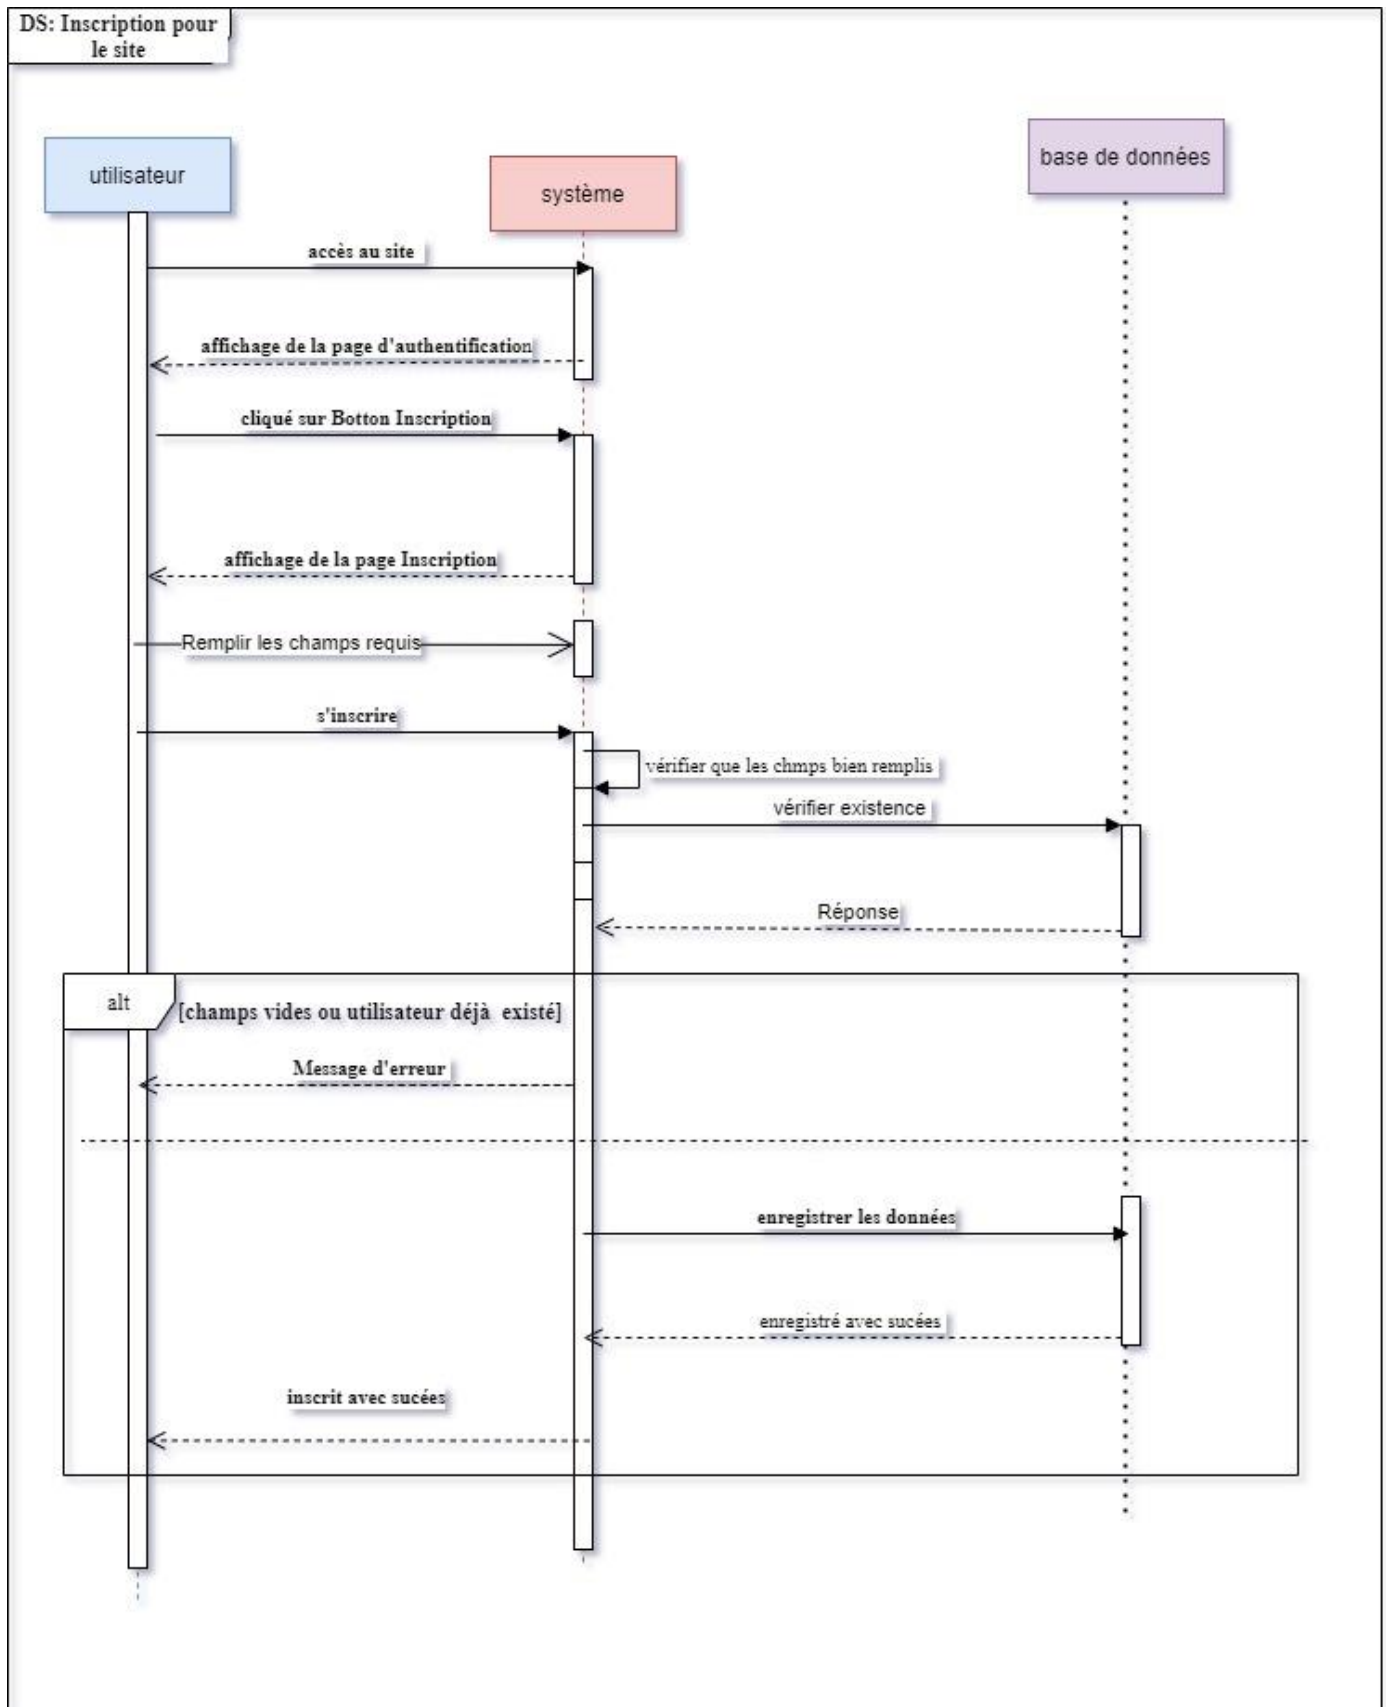 DS: Inscription pour
le site
utilisateur
système
base de données
accès au site
affichage de la page d'authentification
cliqué sur Botton Inscription
affichage de la page Inscription
Remplir les champs requis
s'inscrire
vérifier que les chmps bien remplis
vérifier existence
Réponse
alt
[champs vides ou utilisateur déjà existé]
Message d'erreur
enregistrer les données
enregistré avec sucées
inscrit avec sucées